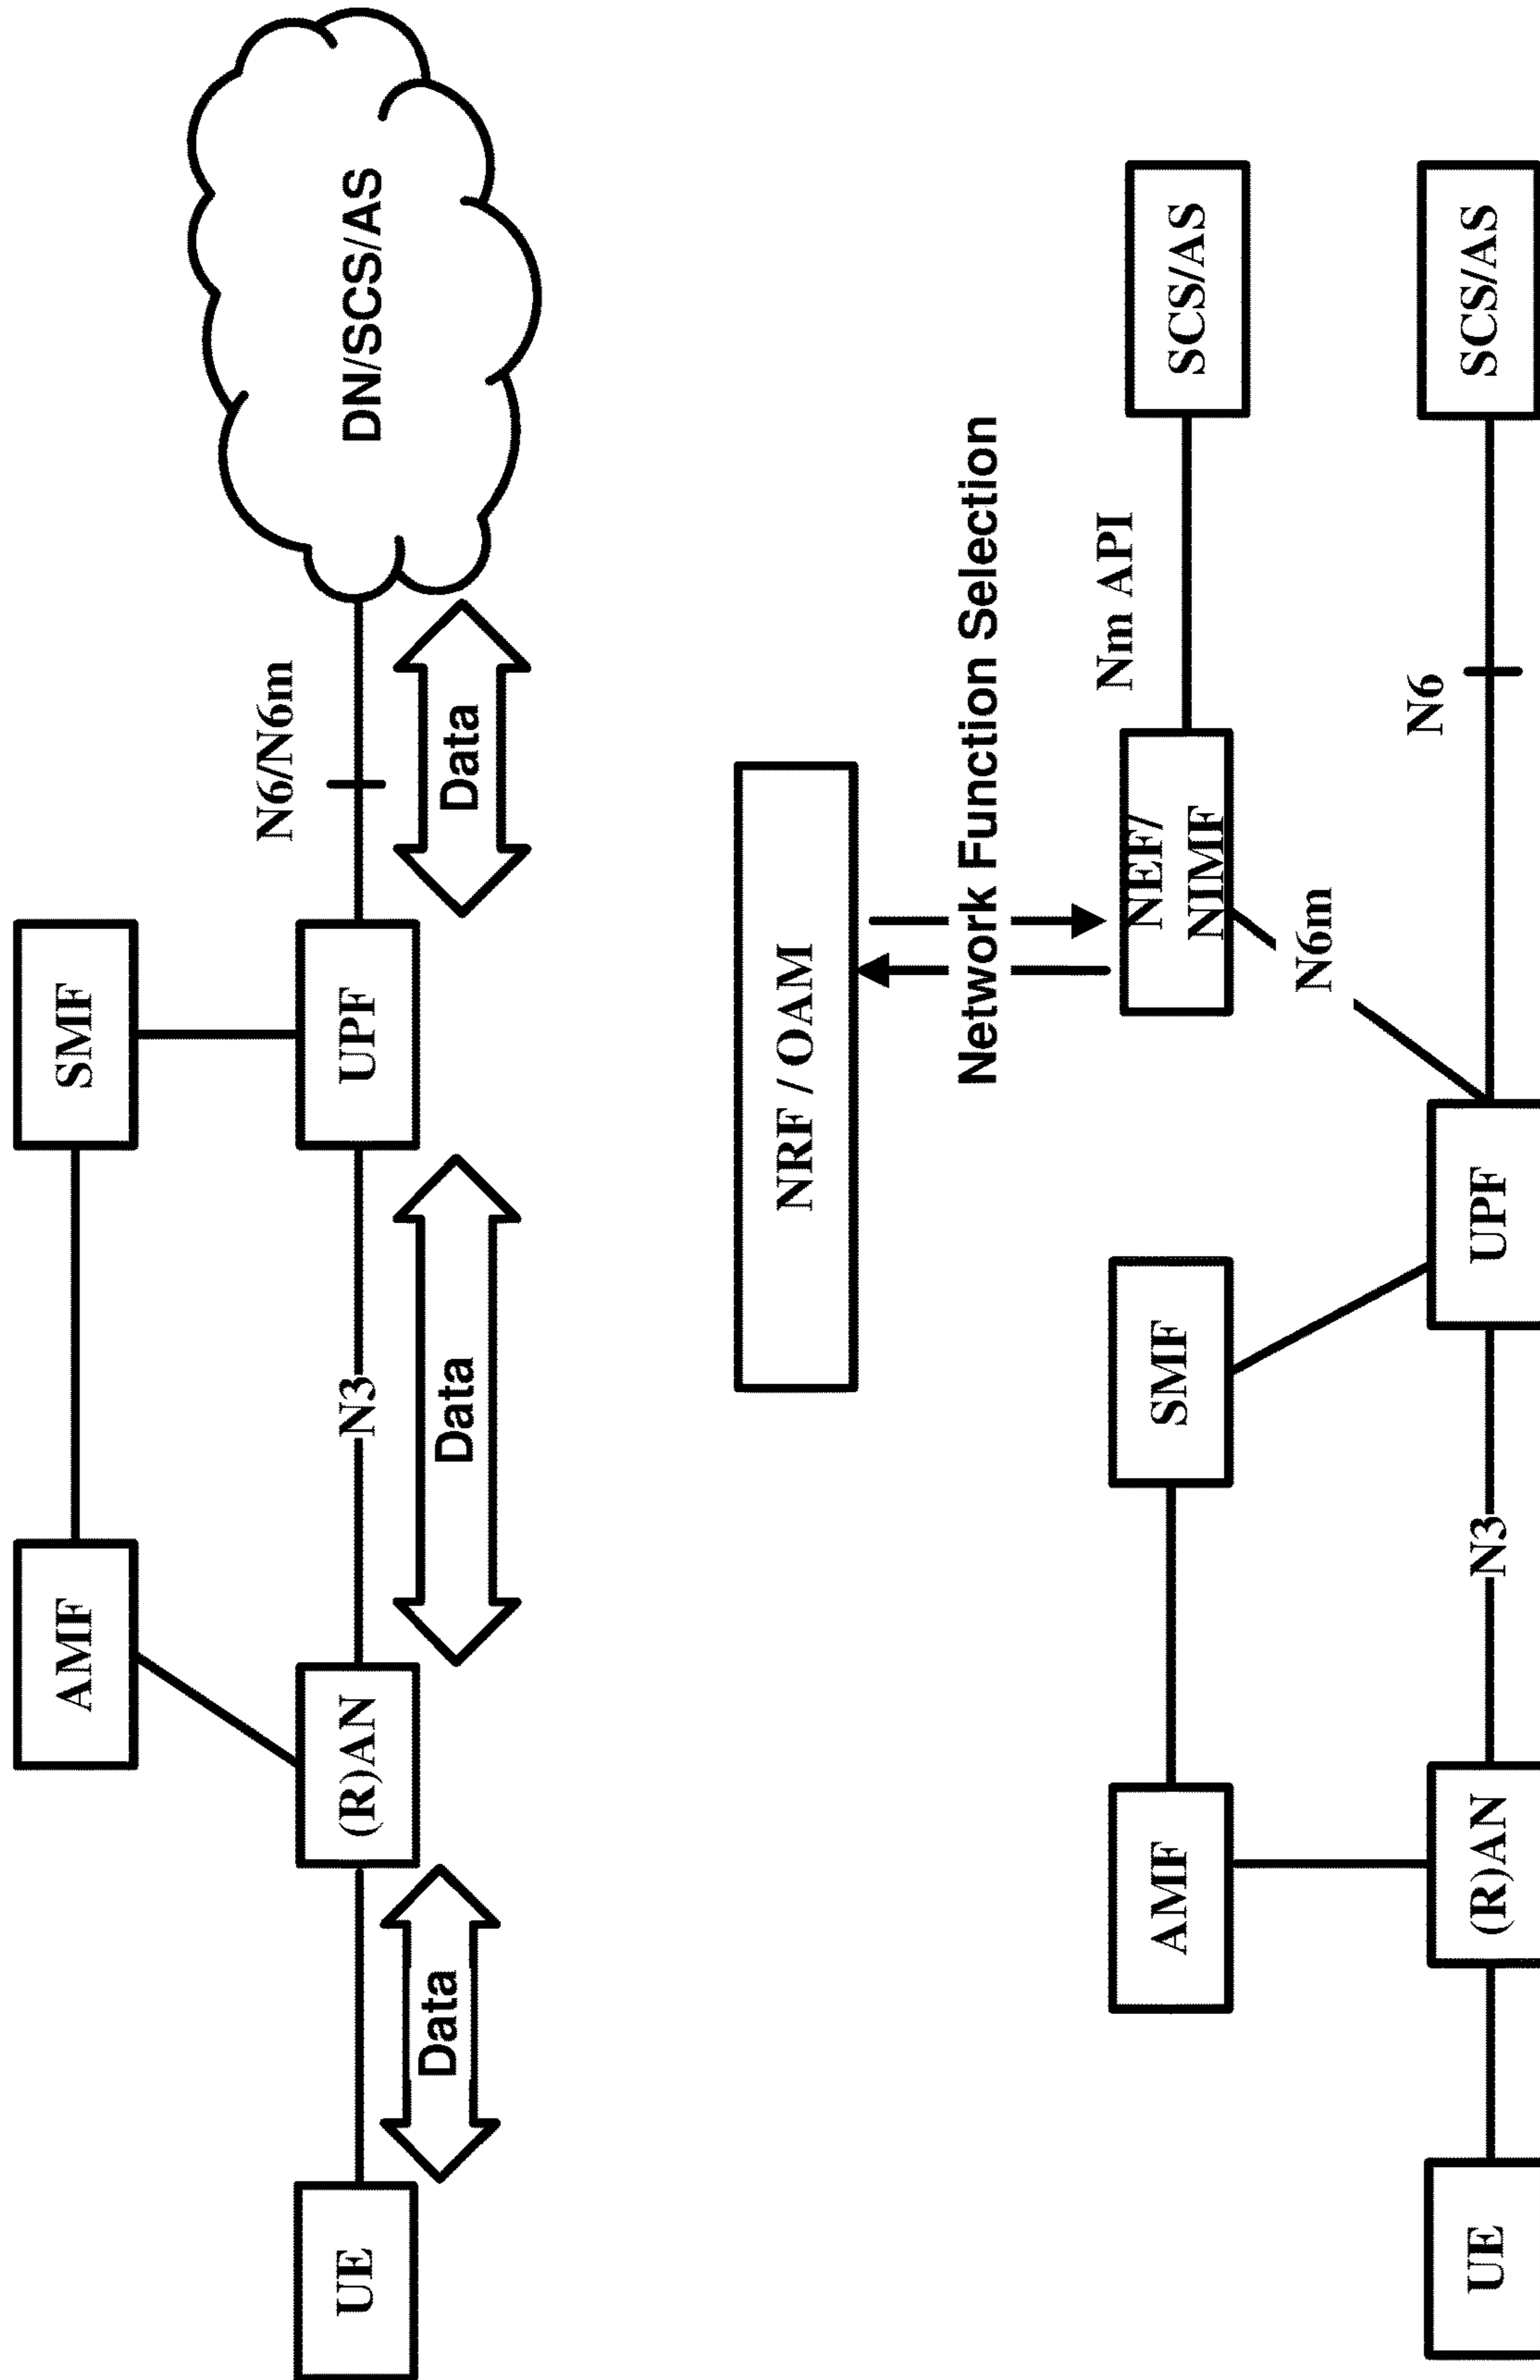 SMF
AMF
N6/N6m
DN/SCS/AS
UE
(R)AN
N3
UPF
Data
Data
Data
NRF / OAM
Network Function Selection
AMF
SMF
NEF/
NIMF
Nm API
SCS/AS
N6m
N6
UE
(R)AN
N3
UPF
SCS/AS